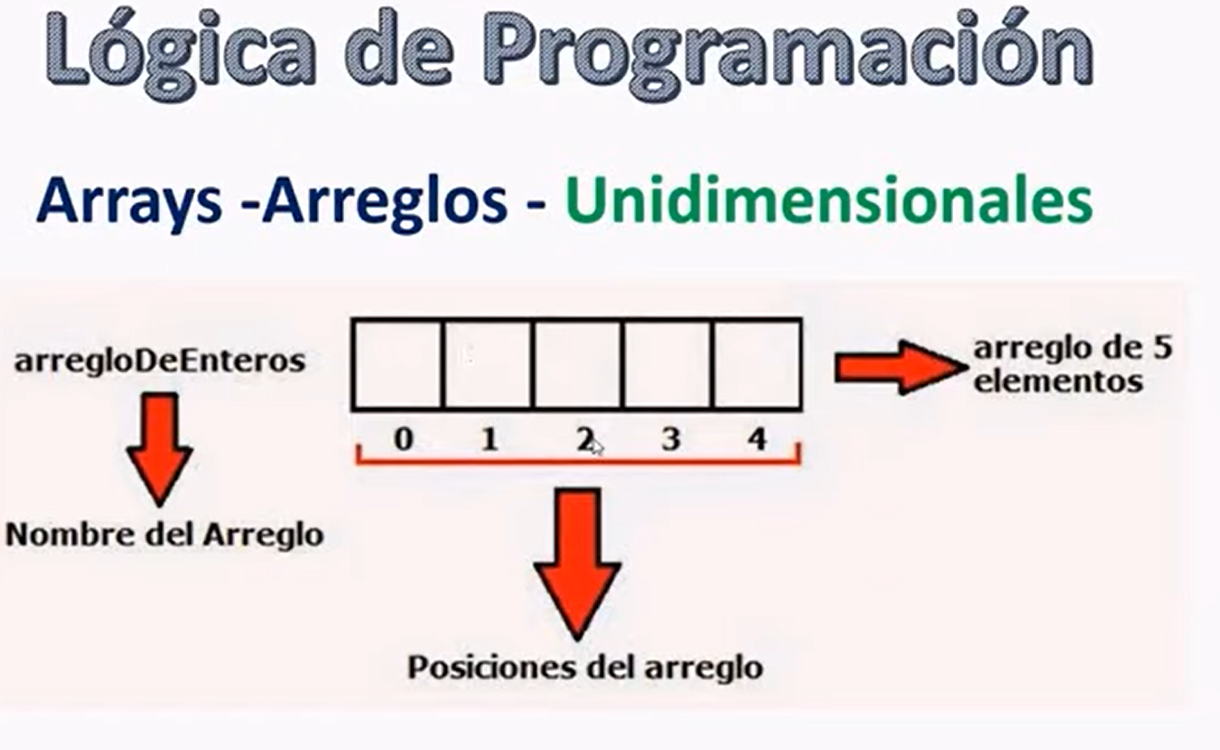 Lógica de Programación
Arrays -Arreglos - Unidimensionales
arregloDeEnteros
arreglo de 5
elementos
0 1 2 3 4
Nombre del Arreglo
Posiciones del arreglo